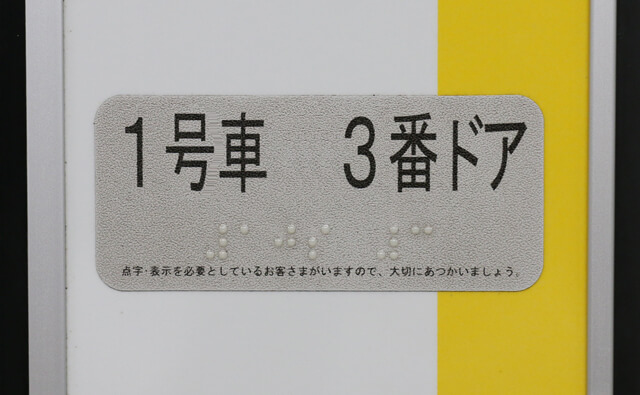 1号車 3番ドア
⠼⠁ ⠺⠅ ⠼⠉
点字・表示を必要としているお客さまがいますので、大切にあつかいましょう。